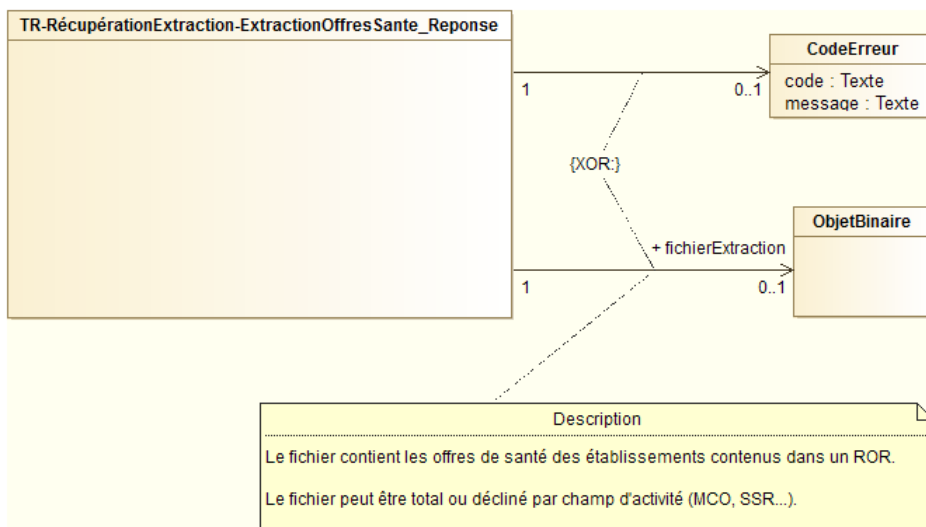 TR-RécupérationExtraction-ExtractionOffresSante_Reponse
CodeErreur
code : Texte
message : Texte
1
0..1
{XOR:}
ObjetBinaire
+ fichierExtraction
1
0..1
Description
Le fichier contient les offres de santé des établissements contenus dans un ROR.
Le fichier peut être total ou décliné par champ d'activité (MCO, SSR...).